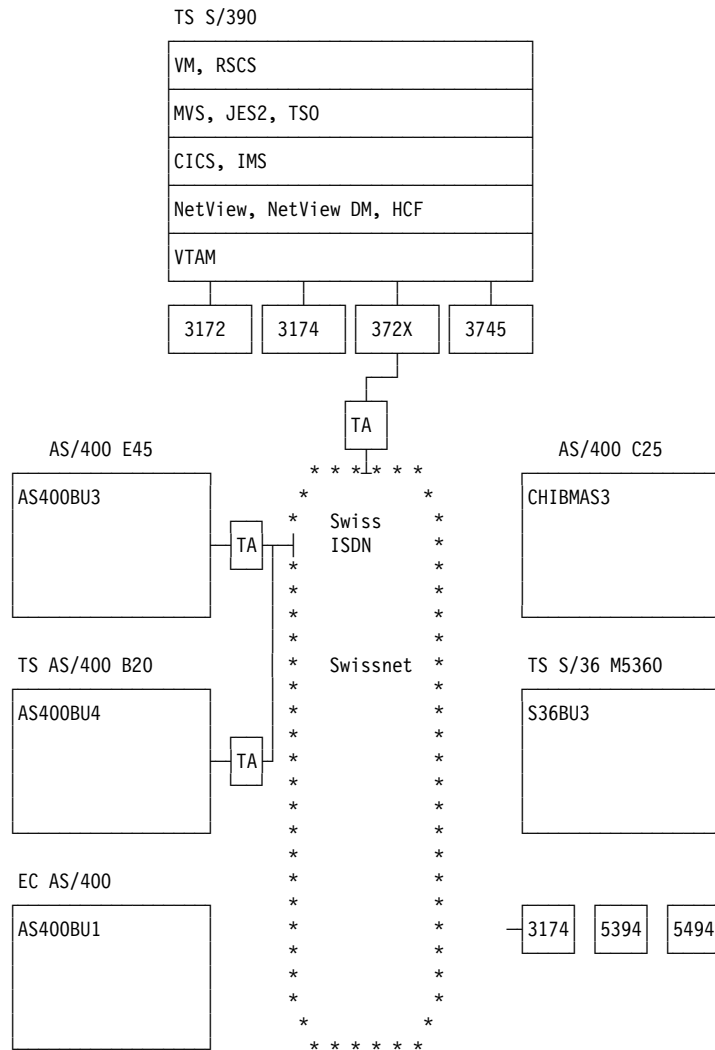 TS S/390
VM, RSCS
MVS, JES2, TSO
CICS, IMS
NetView, NetView DM, HCF
VTAM
3172 3174 372X 3745
TA
AS/400 E45 AS/400 C25
AS400BU3 CHIBMAS3
Swiss
TA ISDN
TS AS/400 B20 Swissnet TS S/36 M5360
AS400BU4 S36BU3
TA
EC AS/400
AS400BU1 3174 5394 5494